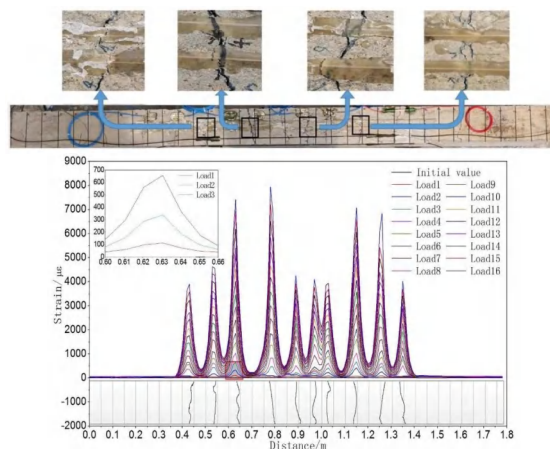 9000
8000
7000
6000
5000
4000
3000
2000
1000
0
-1000
-2000
Strain/με
700
600
500
400
300
200
100
0
0.60 0.61 0.62 0.63 0.64 0.65 0.66
Load1
Load2
Load3
Initial value
Load1 Load9
Load2 Load10
Load3 Load11
Load4 Load12
Load5 Load13
Load6 Load14
Load7 Load15
Load8 Load16
0.0 0.1 0.2 0.3 0.4 0.5 0.6 0.7 0.8 0.9 1.0 1.1 1.2 1.3 1.4 1.5 1.6 1.7 1.8
Distance/m